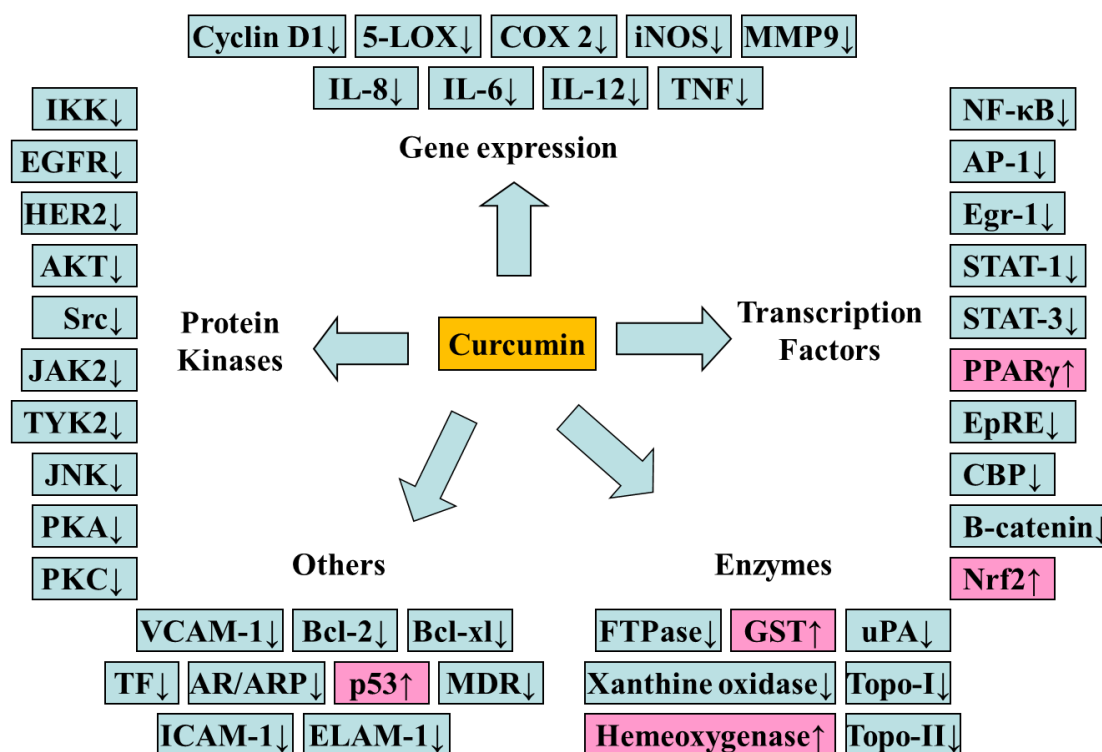 Cyclin D1↓ 5-LOX↓ COX 2↓ iNOS↓ MMP9↓
IL-8↓ IL-6↓ IL-12↓ TNF↓
Gene expression
IKK↓
EGFR↓
HER2↓
AKT↓
Src↓
JAK2↓
TYK2↓
JNK↓
PKA↓
PKC↓
Protein
Kinases
Curcumin
Transcription
Factors
NF-κB↓
AP-1↓
Egr-1↓
STAT-1↓
STAT-3↓
PPARγ↑
EpRE↓
CBP↓
B-catenin↓
Nrf2↑
Others
VCAM-1↓ Bcl-2↓ Bcl-xl↓
TF↓ AR/ARP↓ p53↑ MDR↓
ICAM-1↓ ELAM-1↓
Enzymes
FTPase↓ GST↑ uPA↓
Xanthine oxidase↓ Topo-I↓
Hemeoxygenase↑ Topo-II↓